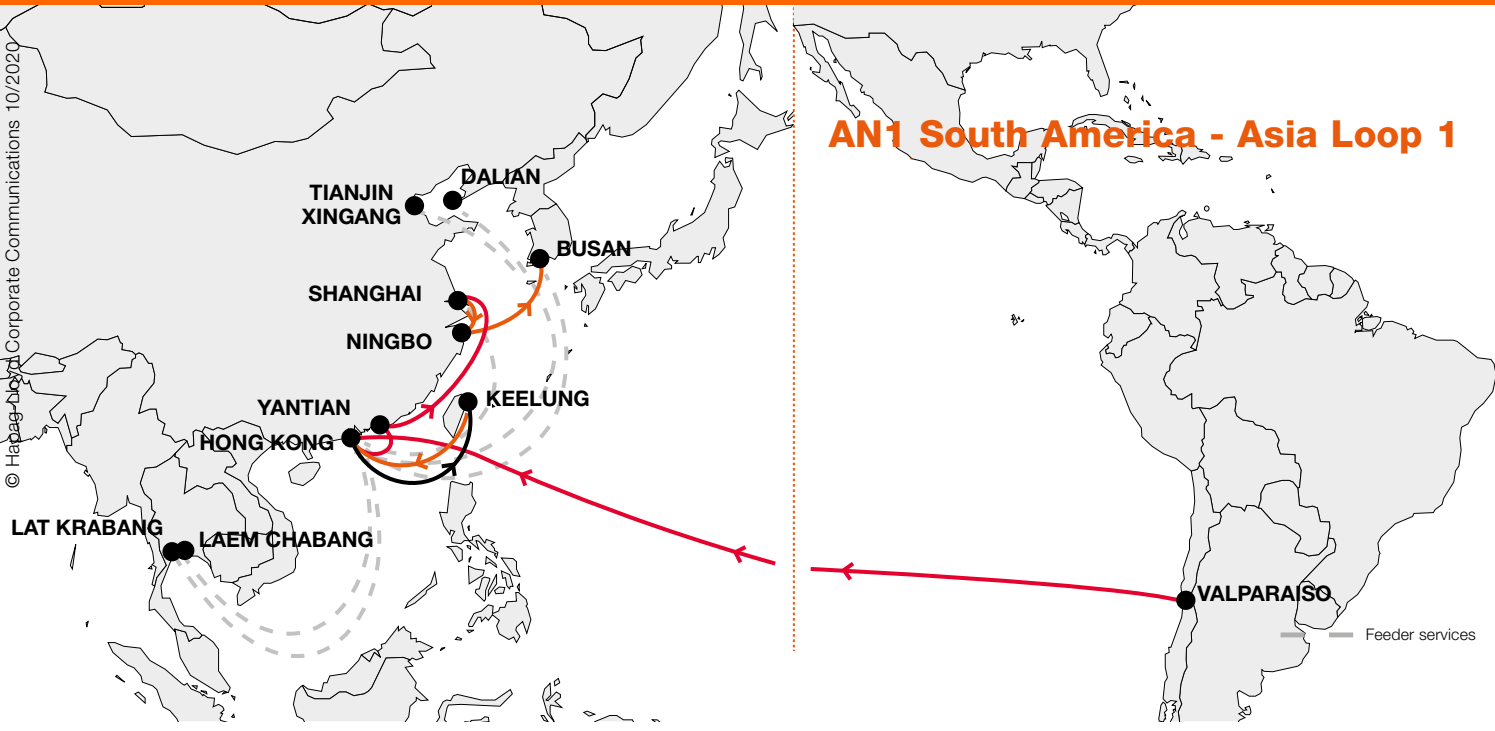 © Hapag-Lloyd Corporate Communications 10/2020
AN1 South America - Asia Loop 1
DALIAN
TIANJIN
XINGANG
BUSAN
SHANGHAI
NINGBO
KEELUNG
YANTIAN
HONG KONG
LAT KRABANG
LAEM CHABANG
VALPARAISO
Feeder services